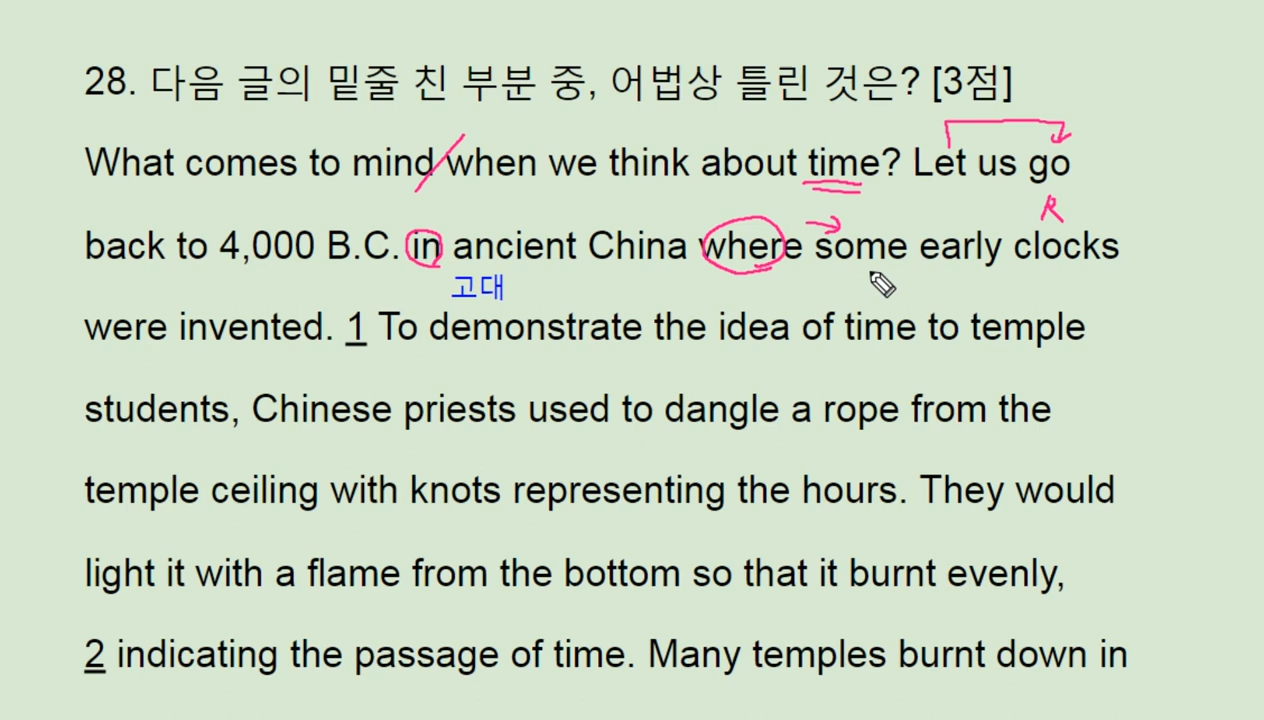 28. 다음 글의 밑줄 친 부분 중, 어법상 틀린 것은? [3점]
What comes to mind when we think about time? Let us go
R
back to 4,000 B.C. in ancient China where some early clocks
고대
were invented. 1 To demonstrate the idea of time to temple
students, Chinese priests used to dangle a rope from the
temple ceiling with knots representing the hours. They would
light it with a flame from the bottom so that it burnt evenly,
2 indicating the passage of time. Many temples burnt down in